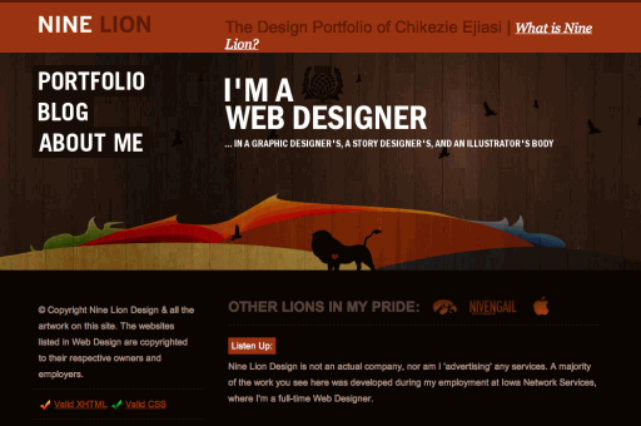 NINE LION
The Design Portfolio of Chikezie Ejiasi | What is Nine
Lion?
PORTFOLIO
BLOG
ABOUT ME
I'M A
WEB DESIGNER
... IN A GRAPHIC DESIGNER'S, A STORY DESIGNER'S, AND AN ILLUSTRATOR'S BODY
© Copyright Nine Lion Design & all the
artwork on this site. The websites
listed in Web Design are copyrighted
to their respective owners and
employers.
Valid XHTML Valid CSS
OTHER LIONS IN MY PRIDE: NIVENGAIL
Listen Up:
Nine Lion Design is not an actual company, nor am I 'advertising' any services. A majority
of the work you see here was developed during my employment at Iowa Network Services,
where I'm a full-time Web Designer.